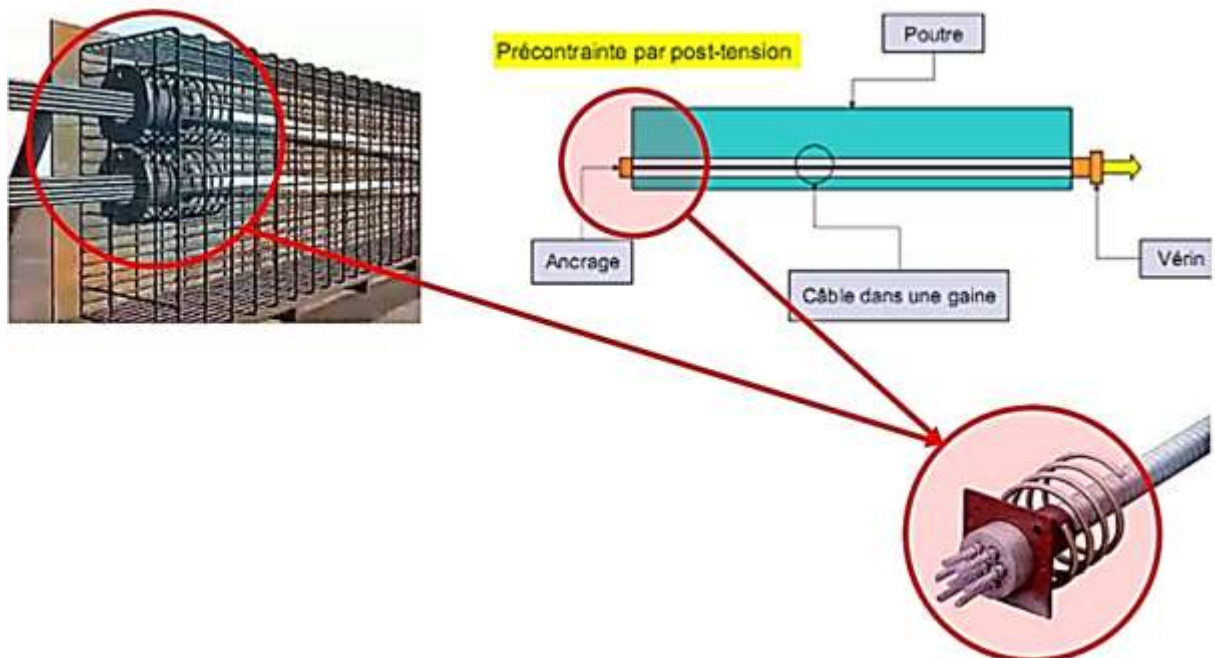 Précontrainte par post-tension
Poutre
Ancrage
Câble dans une gaine
Vérin